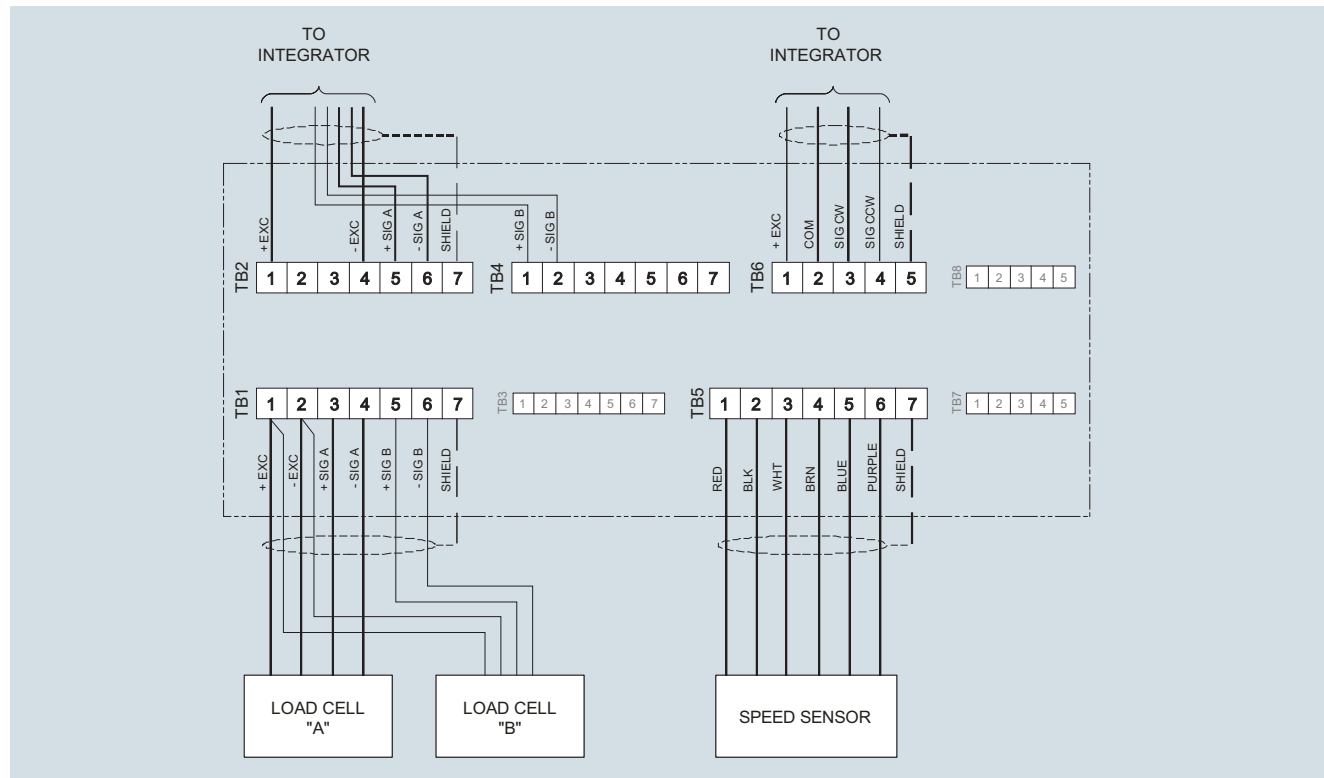 TO
INTEGRATOR
TO
INTEGRATOR
+ EXC
- EXC
+ SIG A
- SIG A
SHIELD
+ SIG B
- SIG B
+ EXC
COM
SIG CW
SIG CCW
SHIELD
TB2 1 2 3 4 5 6 7
TB4 1 2 3 4 5 6 7
TB6 1 2 3 4 5
TB8 1 2 3 4 5
TB1 1 2 3 4 5 6 7
TB3 1 2 3 4 5 6 7
TB5 1 2 3 4 5 6 7
TB7 1 2 3 4 5
+ EXC
- EXC
+ SIG A
- SIG A
+ SIG B
- SIG B
SHIELD
RED
BLK
WHT
BRN
BLUE
PURPLE
SHIELD
LOAD CELL
"A"
LOAD CELL
"B"
SPEED SENSOR